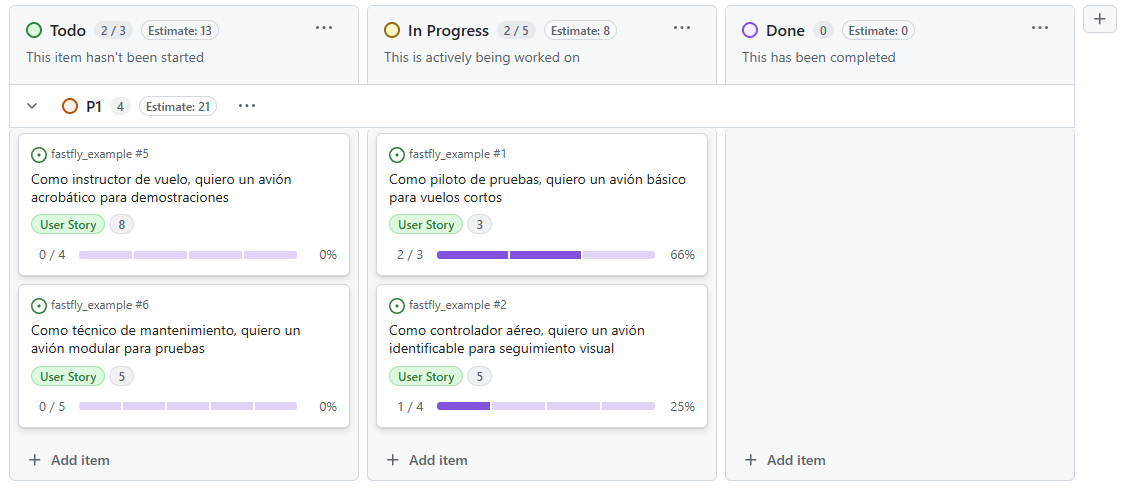 Todo 2 / 3 Estimate: 13
This item hasn't been started
In Progress 2 / 5 Estimate: 8
This is actively being worked on
Done 0 Estimate: 0
This has been completed
P1 4 Estimate: 21
fastfly_example #5
Como instructor de vuelo, quiero un avión
acrobático para demostraciones
User Story 8
0 / 4 0%
fastfly_example #6
Como técnico de mantenimiento, quiero un
avión modular para pruebas
User Story 5
0 / 5 0%
Add item
fastfly_example #1
Como piloto de pruebas, quiero un avión básico
para vuelos cortos
User Story 3
2 / 3 66%
fastfly_example #2
Como controlador aéreo, quiero un avión
identificable para seguimiento visual
User Story 5
1 / 4 25%
Add item
Add item